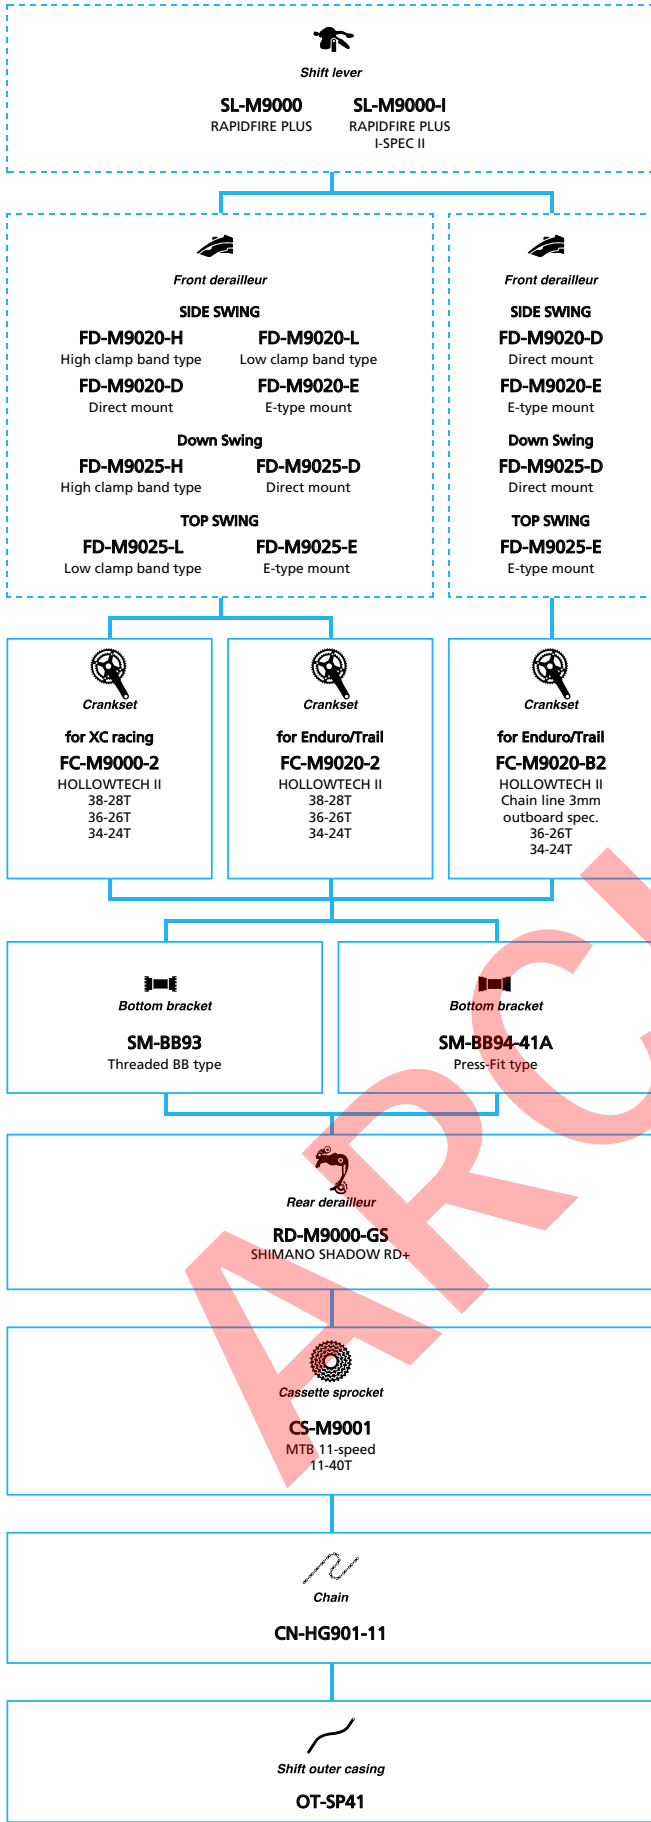 Shift lever
SL-M9000
RAPIDFIRE PLUS
SL-M9000-I
RAPIDFIRE PLUS
I-SPEC II
Front derailleur
SIDE SWING
FD-M9020-H
High clamp band type
FD-M9020-L
Low clamp band type
FD-M9020-D
Direct mount
FD-M9020-E
E-type mount
Down Swing
FD-M9025-H
High clamp band type
FD-M9025-D
Direct mount
TOP SWING
FD-M9025-L
Low clamp band type
FD-M9025-E
E-type mount
Front derailleur
SIDE SWING
FD-M9020-D
Direct mount
FD-M9020-E
E-type mount
Down Swing
FD-M9025-D
Direct mount
TOP SWING
FD-M9025-E
E-type mount
Crankset
for XC racing
FC-M9000-2
HOLLOWTECH II
38-28T
36-26T
34-24T
Crankset
for Enduro/Trail
FC-M9020-2
HOLLOWTECH II
38-28T
36-26T
34-24T
Crankset
for Enduro/Trail
FC-M9020-B2
HOLLOWTECH II
Chain line 3mm
outboard spec.
36-26T
34-24T
Bottom bracket
SM-BB93
Threaded BB type
Bottom bracket
SM-BB94-41A
Press-Fit type
Rear derailleur
RD-M9000-GS
SHIMANO SHADOW RD+
Cassette sprocket
CS-M9001
MTB 11-speed
11-40T
Chain
CN-HG901-11
Shift outer casing
OT-SP41